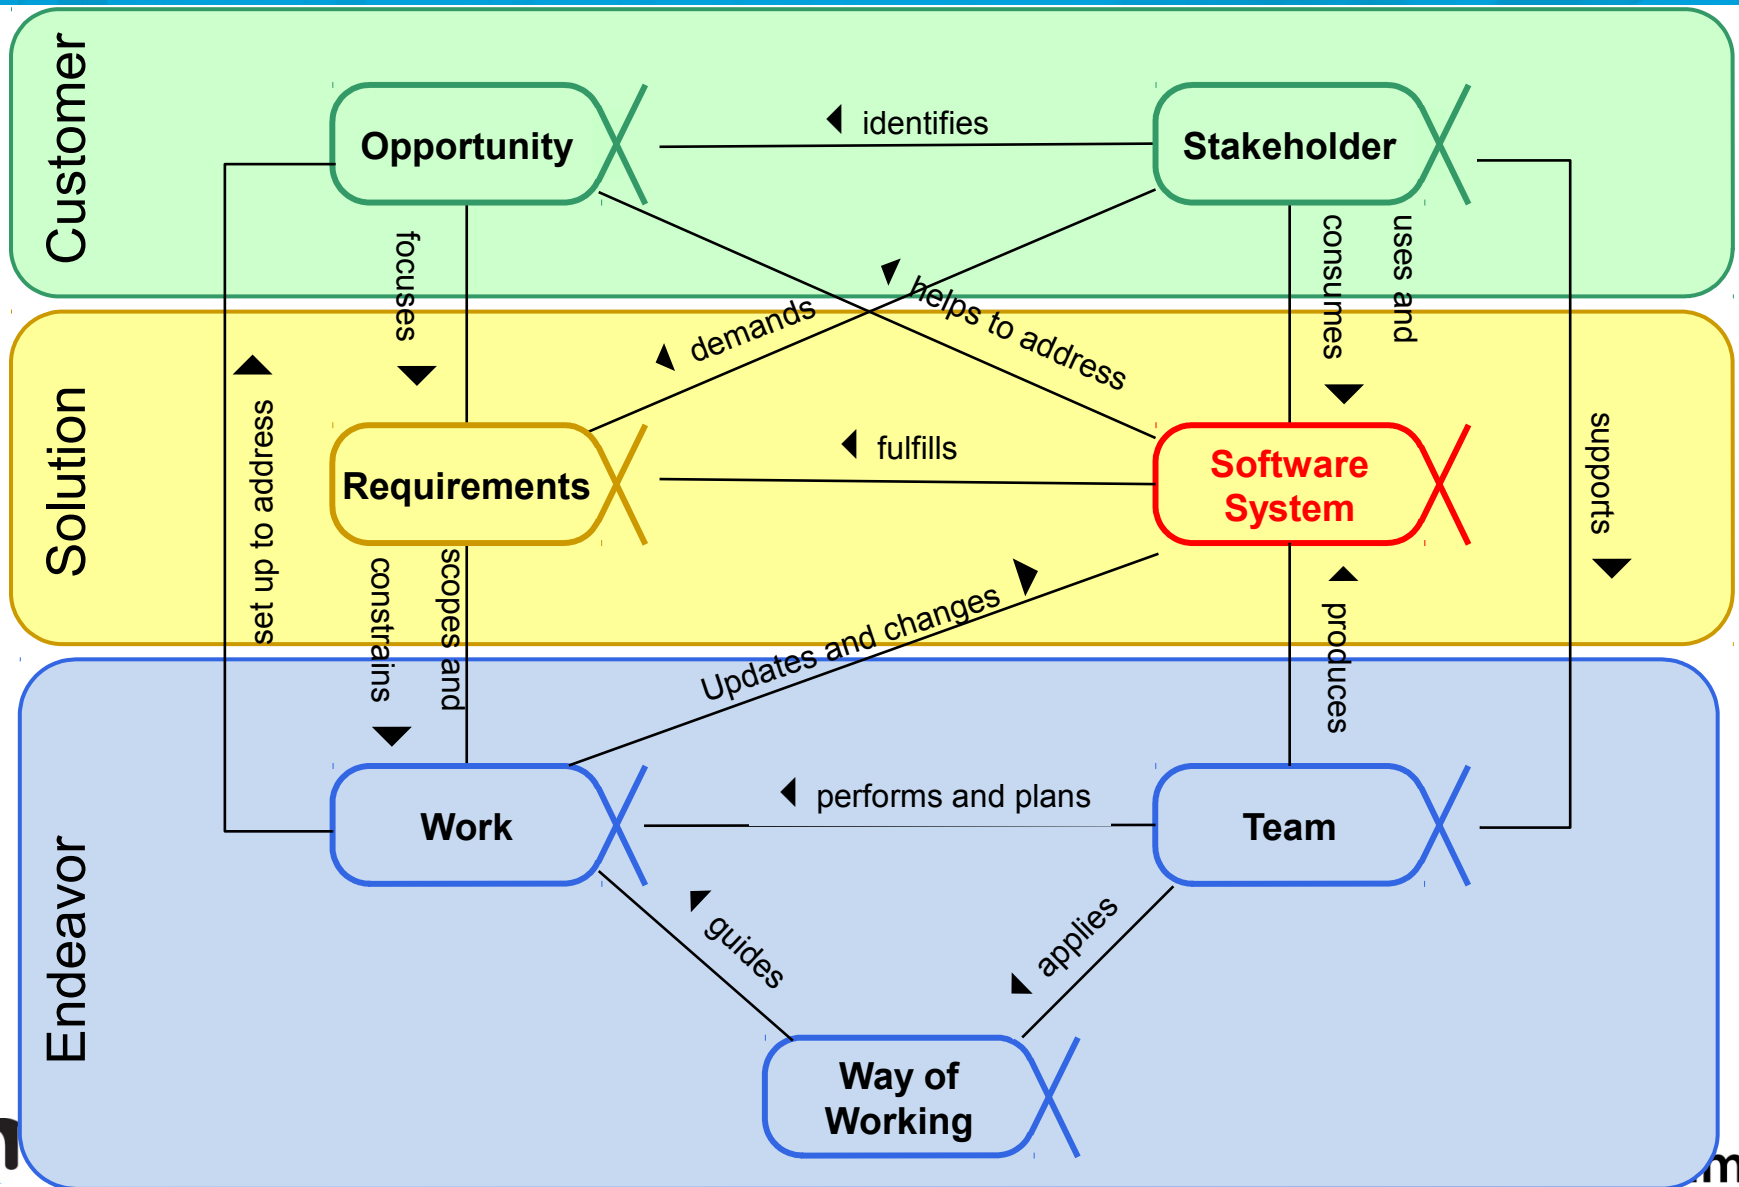 Customer
Opportunity
identifies
Stakeholder
focuses
uses and
consumes
demands
helps to address
Solution
set up to address
Requirements
fulfills
Software
System
supports
scopes and
constrains
Updates and changes
produces
Endeavor
Work
performs and plans
Team
guides
applies
Way of
Working